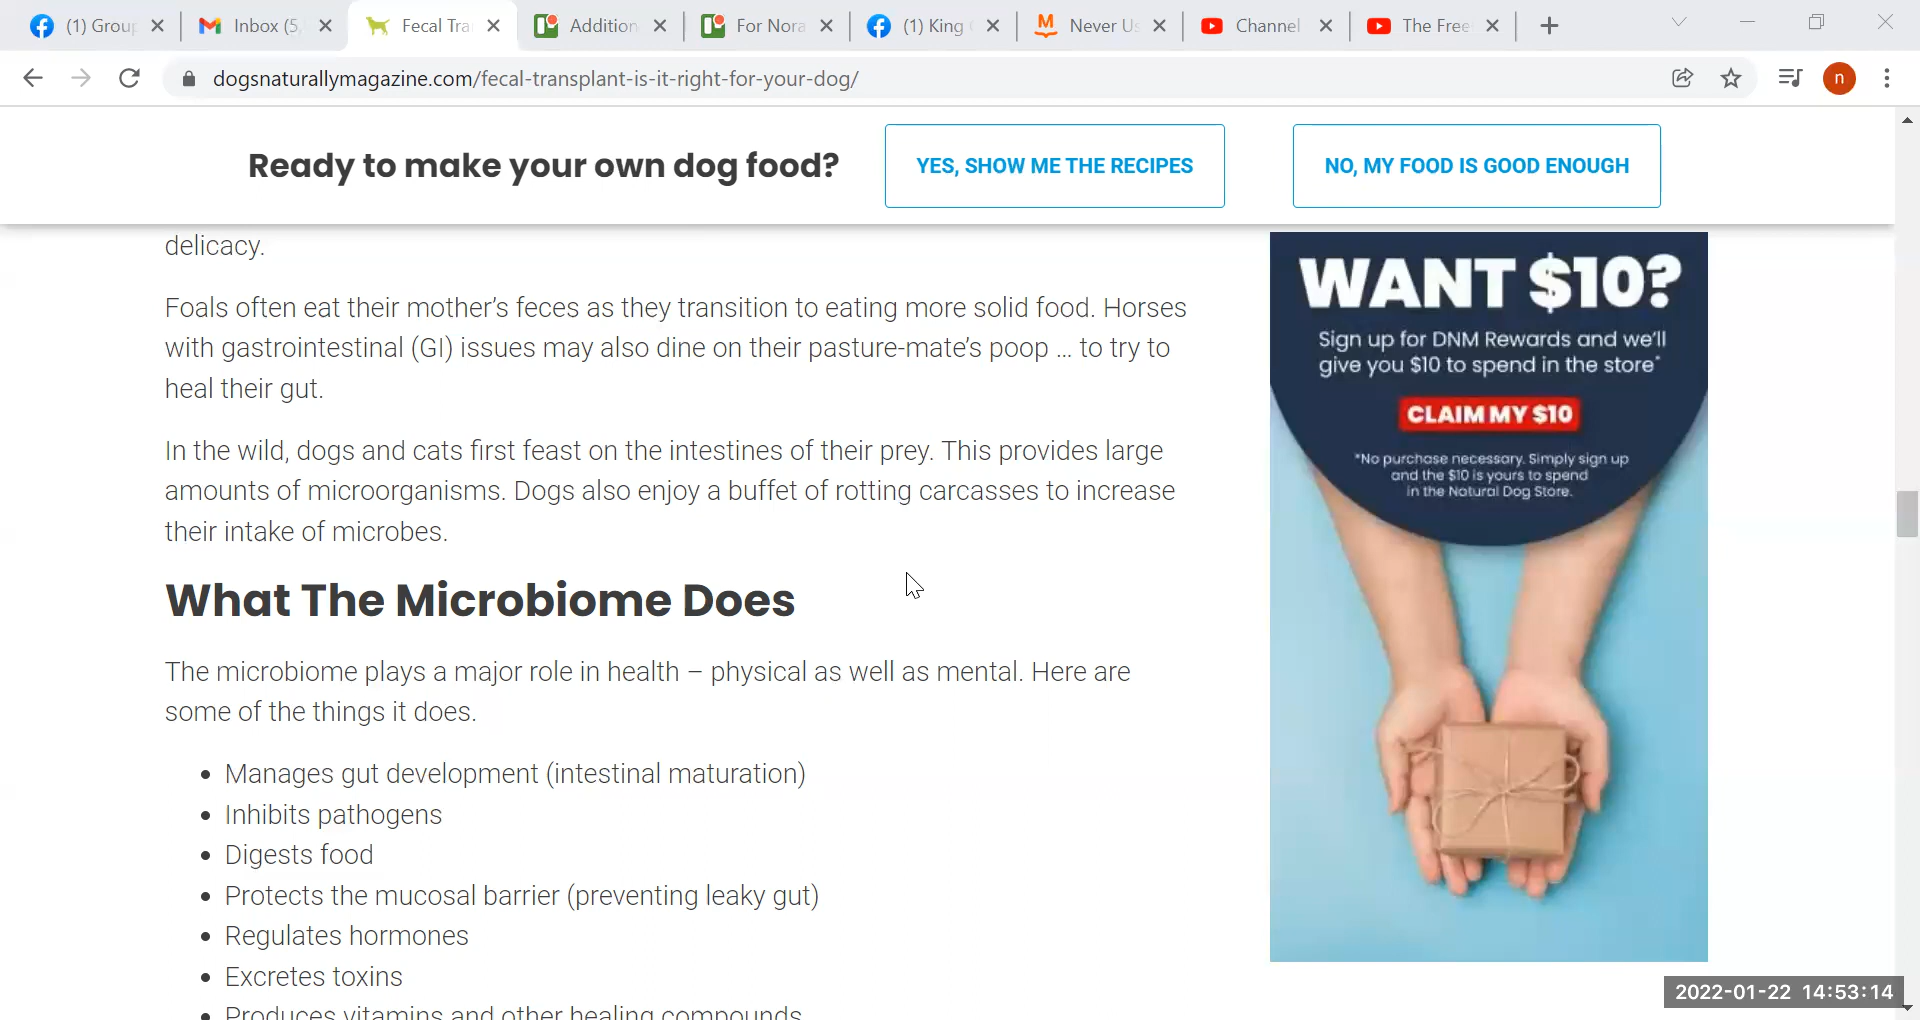 (1) Group
Inbox (5,
Fecal Tra
Addition
For Nora
(1) King
Never Us
Channel
The Free
dogsnaturallymagazine.com/fecal-transplant-is-it-right-for-your-dog/
n
Ready to make your own dog food?
YES, SHOW ME THE RECIPES
NO, MY FOOD IS GOOD ENOUGH
delicacy.
Foals often eat their mother’s feces as they transition to eating more solid food. Horses
with gastrointestinal (GI) issues may also dine on their pasture-mate’s poop … to try to
heal their gut.
In the wild, dogs and cats first feast on the intestines of their prey. This provides large
amounts of microorganisms. Dogs also enjoy a buffet of rotting carcasses to increase
their intake of microbes.
What The Microbiome Does
The microbiome plays a major role in health – physical as well as mental. Here are
some of the things it does.
• Manages gut development (intestinal maturation)
• Inhibits pathogens
• Digests food
• Protects the mucosal barrier (preventing leaky gut)
• Regulates hormones
• Excretes toxins
• Produces vitamins and other healing compounds
WANT $10?
Sign up for DNM Rewards and we’ll
give you $10 to spend in the store*
CLAIM MY $10
*No purchase necessary. Simply sign up
and the $10 is yours to spend
in the Natural Dog Store.
2022-01-22 14:53:14